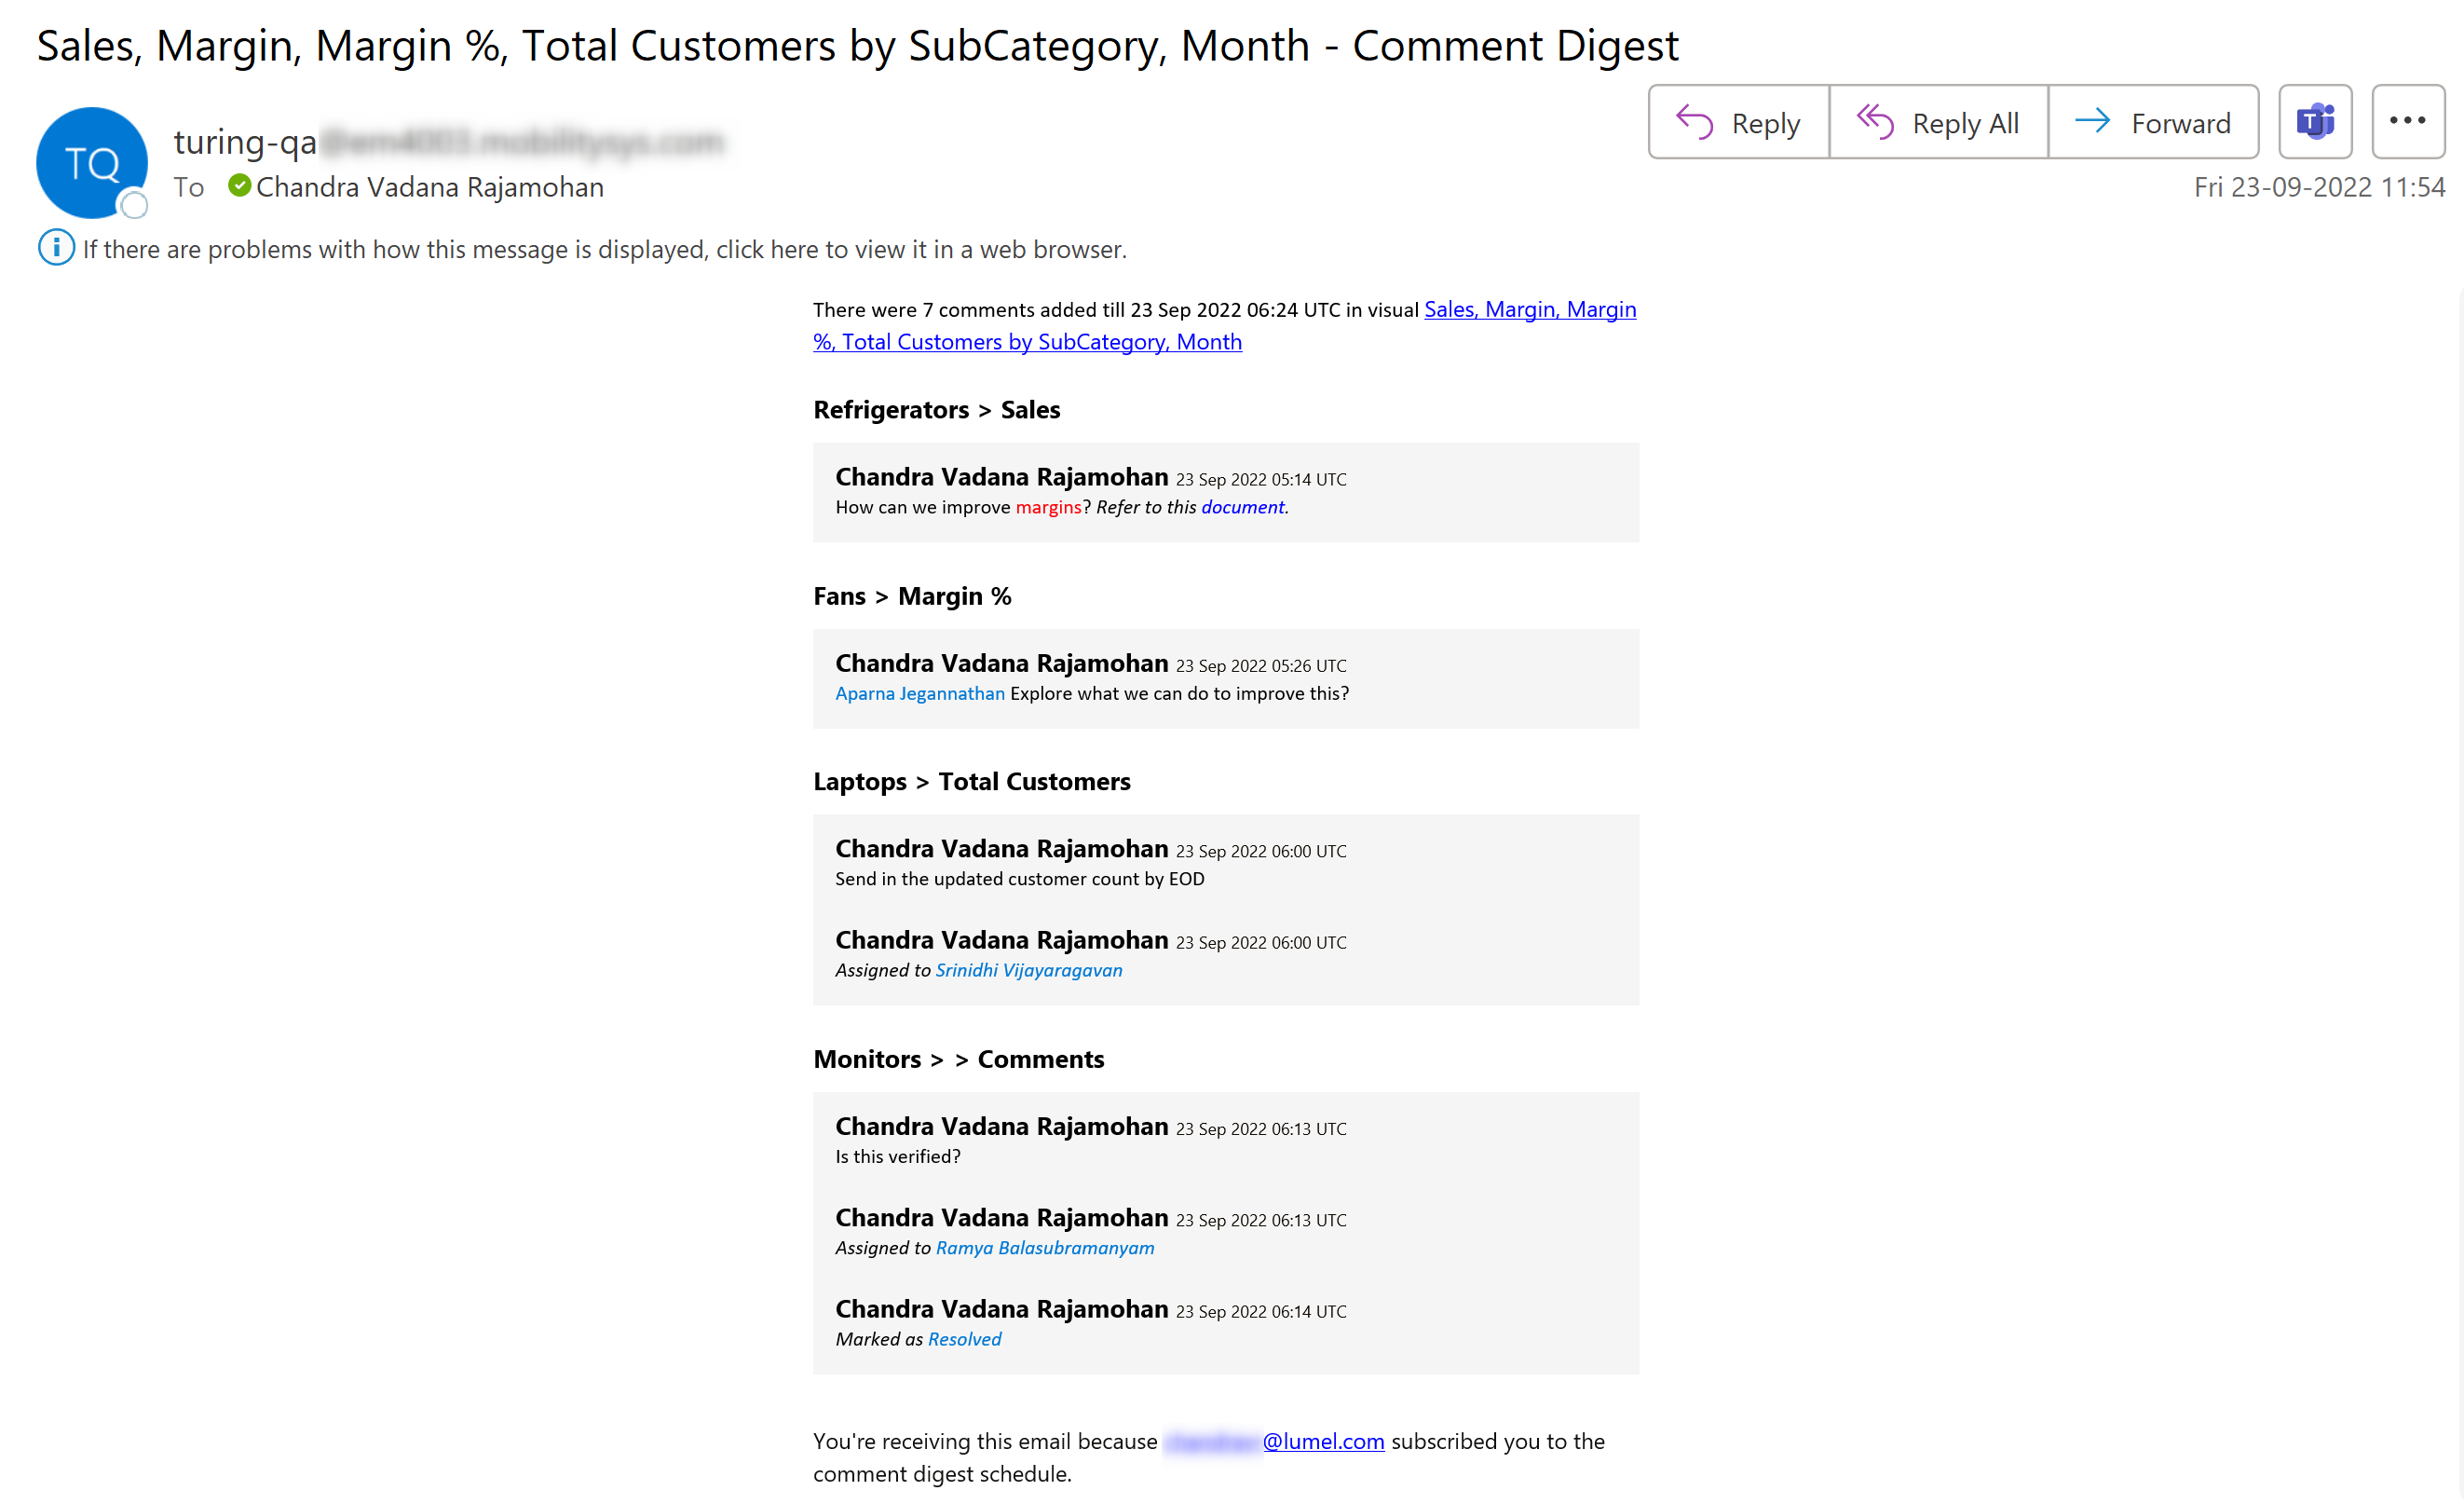 Sales, Margin, Margin %, Total Customers by SubCategory, Month - Comment Digest
Reply
Reply All
Forward
TQ
turing-qa
To Chandra Vadana Rajamohan
Fri 23-09-2022 11:54
If there are problems with how this message is displayed, click here to view it in a web browser.
There were 7 comments added till 23 Sep 2022 06:24 UTC in visual Sales, Margin, Margin
%, Total Customers by SubCategory, Month
Refrigerators > Sales
Chandra Vadana Rajamohan 23 Sep 2022 05:14 UTC
How can we improve margins? Refer to this document.
Fans > Margin %
Chandra Vadana Rajamohan 23 Sep 2022 05:26 UTC
Aparna Jegannathan Explore what we can do to improve this?
Laptops > Total Customers
Chandra Vadana Rajamohan 23 Sep 2022 06:00 UTC
Send in the updated customer count by EOD
Chandra Vadana Rajamohan 23 Sep 2022 06:00 UTC
Assigned to Srinidhi Vijayaragavan
Monitors > > Comments
Chandra Vadana Rajamohan 23 Sep 2022 06:13 UTC
Is this verified?
Chandra Vadana Rajamohan 23 Sep 2022 06:13 UTC
Assigned to Ramya Balasubramanyam
Chandra Vadana Rajamohan 23 Sep 2022 06:14 UTC
Marked as Resolved
You're receiving this email because @lumel.com subscribed you to the
comment digest schedule.